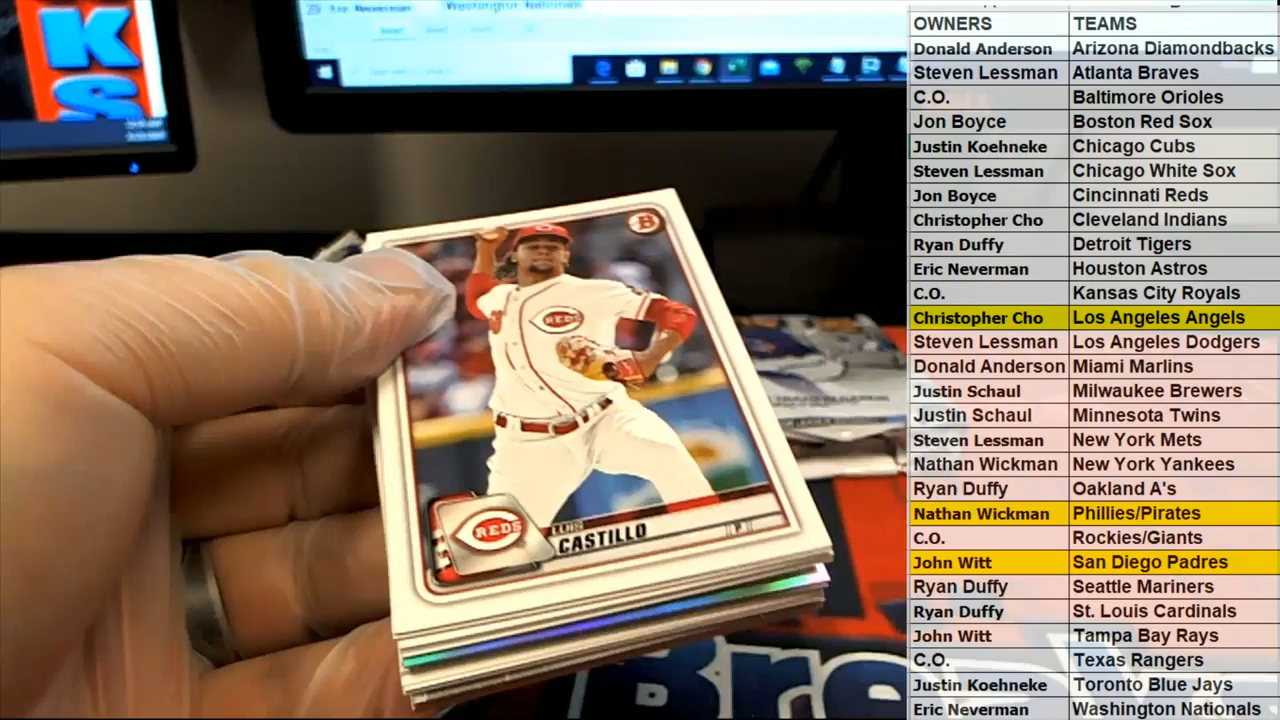 KS
Washington Nationals
B
REDS
REDS
LUIS
CASTILLO
Bre
OWNERS TEAMS
Donald Anderson Arizona Diamondbacks
Steven Lessman Atlanta Braves
C.O. Baltimore Orioles
Jon Boyce Boston Red Sox
Justin Koehneke Chicago Cubs
Steven Lessman Chicago White Sox
Jon Boyce Cincinnati Reds
Christopher Cho Cleveland Indians
Ryan Duffy Detroit Tigers
Eric Neverman Houston Astros
C.O. Kansas City Royals
Christopher Cho Los Angeles Angels
Steven Lessman Los Angeles Dodgers
Donald Anderson Miami Marlins
Justin Schaul Milwaukee Brewers
Justin Schaul Minnesota Twins
Steven Lessman New York Mets
Nathan Wickman New York Yankees
Ryan Duffy Oakland A's
Nathan Wickman Phillies/Pirates
C.O. Rockies/Giants
John Witt San Diego Padres
Ryan Duffy Seattle Mariners
Ryan Duffy St. Louis Cardinals
John Witt Tampa Bay Rays
C.O. Texas Rangers
Justin Koehneke Toronto Blue Jays
Eric Neverman Washington Nationals